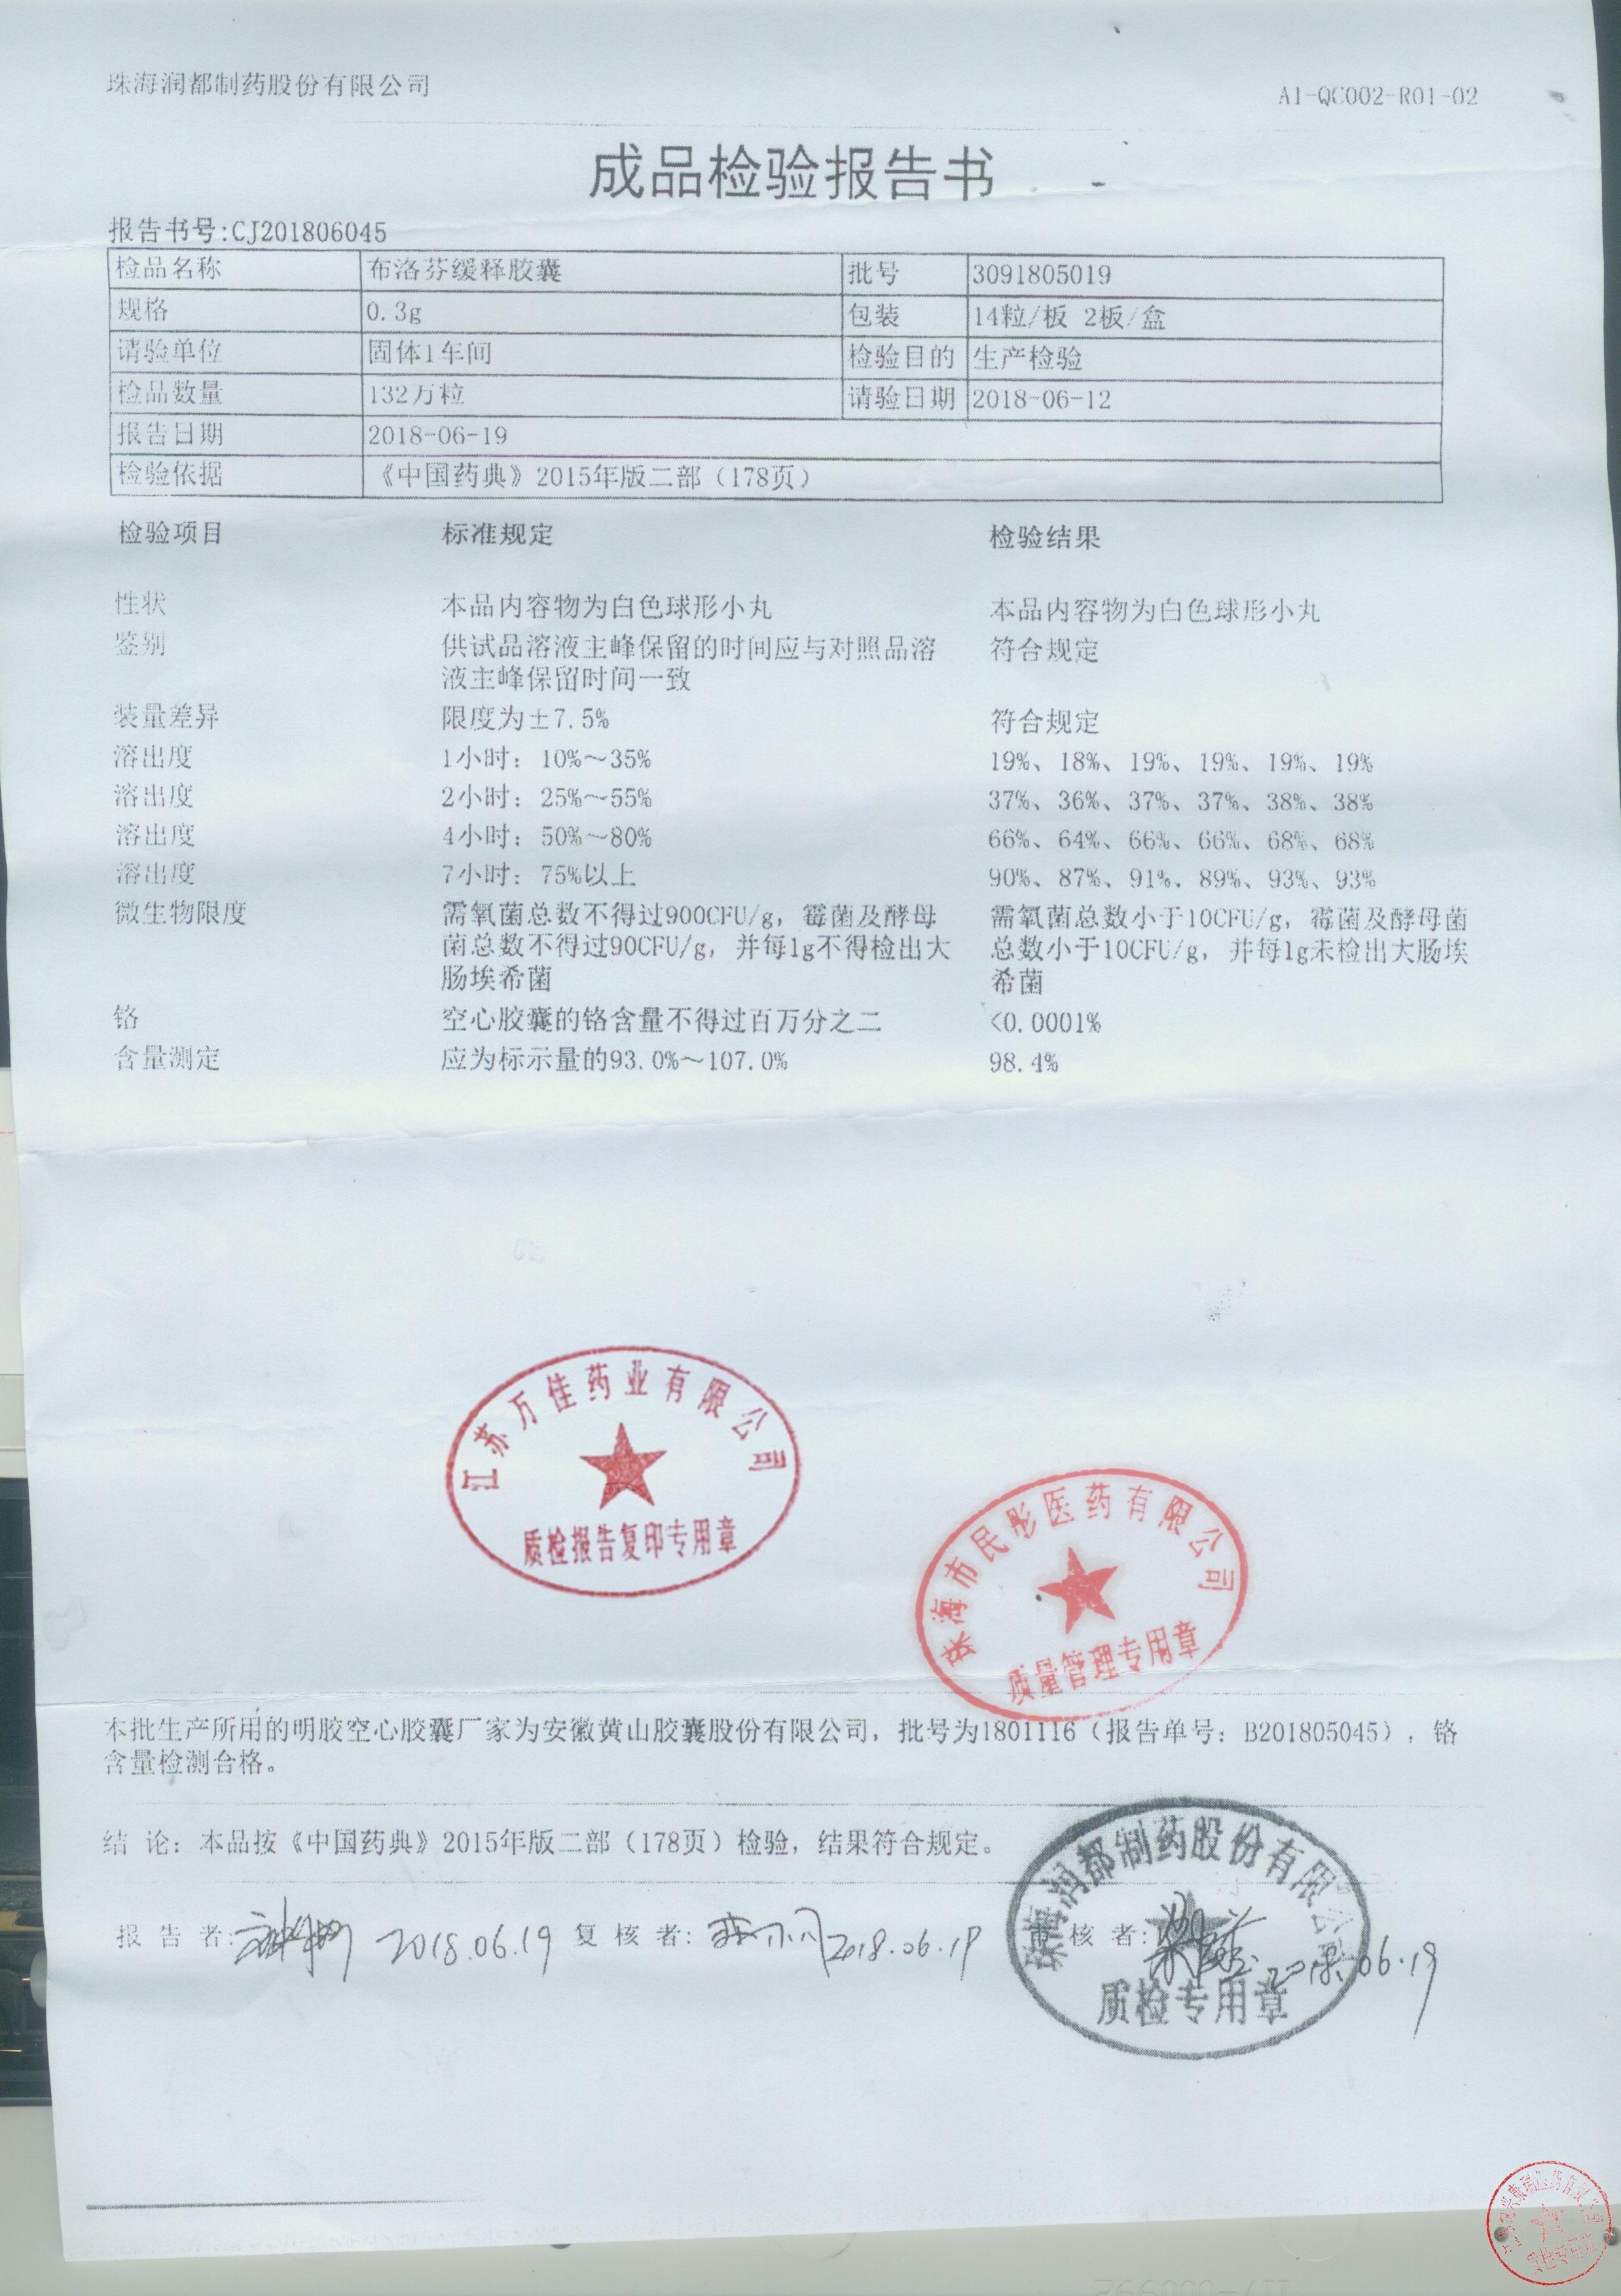 珠海润都制药股份有限公司
A1-QC002-R01-02
成品检验报告书
报告书号:CJ201806045
检品名称 布洛芬缓释胶囊 批号 3091805019
规格 0.3g 包装 14粒/板 2板/盒
请验单位 固体1车间 检验目的 生产检验
检品数量 132万粒 请验日期 2018-06-12
报告日期 2018-06-19
检验依据 《中国药典》2015年版二部（178页）
检验项目 标准规定 检验结果
性状 本品内容物为白色球形小丸 本品内容物为白色球形小丸
鉴别 供试品溶液主峰保留的时间应与对照品溶 符合规定
液主峰保留时间一致
装量差异 限度为±7.5% 符合规定
溶出度 1小时：10%～35% 19%、18%、19%、19%、19%、19%
溶出度 2小时：25%～55% 37%、36%、37%、37%、38%、38%
溶出度 4小时：50%～80% 66%、64%、66%、66%、68%、68%
溶出度 7小时：75%以上 90%、87%、91%、89%、93%、93%
微生物限度 需氧菌总数不得过900CFU/g，霉菌及酵母 需氧菌总数小于10CFU/g，霉菌及酵母菌
菌总数不得过90CFU/g，并每1g不得检出大 总数小于10CFU/g，并每1g未检出大肠埃
肠埃希菌 希菌
铬 空心胶囊的铬含量不得过百万分之二 <0.0001%
含量测定 应为标示量的93.0%～107.0% 98.4%
江苏万佳药业有限公司
质检报告复印专用章
珠海市民彤医药有限公司
质量管理专用章
本批生产所用的明胶空心胶囊厂家为安徽黄山胶囊股份有限公司，批号为1801116（报告单号：B201805045），铬
含量检测合格。
结 论：本品按《中国药典》2015年版二部（178页）检验，结果符合规定。
珠海润都制药股份有限公司
报 告 者: 2018.06.19 复 核 者: 2018.06.19 审 核 者: 2018.06.19
质检专用章